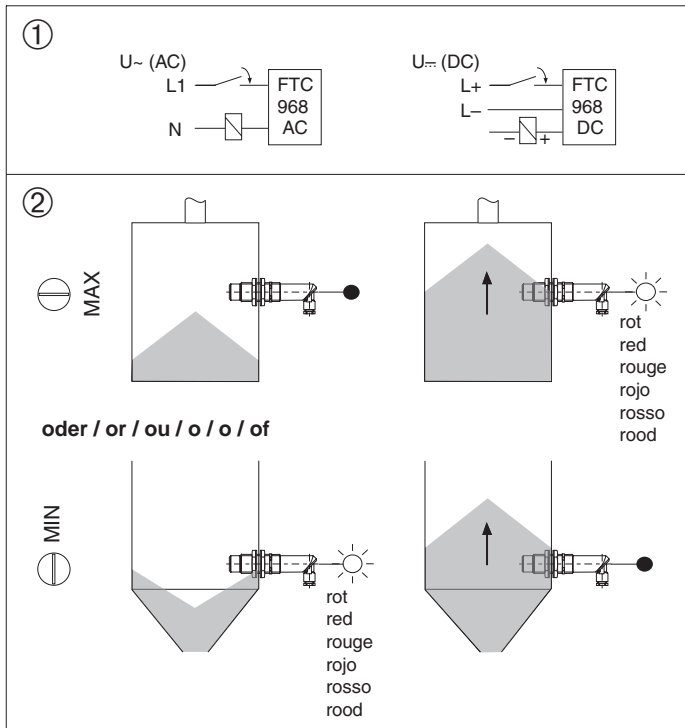 ①
U~ (AC)
L1
FTC
968
AC
N
U⎓ (DC)
L+
L–
FTC
968
DC
– +
②
MAX
rot
red
rouge
rojo
rosso
rood
oder / or / ou / o / o / of
MIN
rot
red
rouge
rojo
rosso
rood